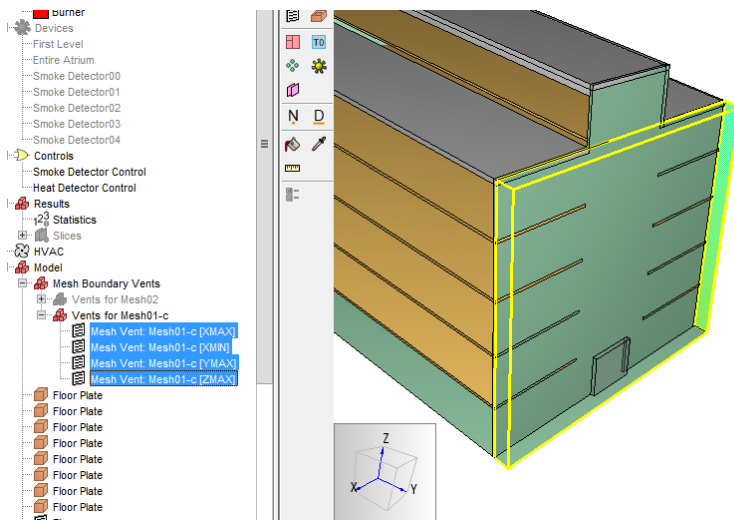 Burner
Devices
First Level
Entire Atrium
Smoke Detector00
Smoke Detector01
Smoke Detector02
Smoke Detector03
Smoke Detector04
Controls
Smoke Detector Control
Heat Detector Control
Results
123 Statistics
Slices
HVAC
Model
Mesh Boundary Vents
Vents for Mesh02
Vents for Mesh01-c
Mesh Vent: Mesh01-c [XMAX]
Mesh Vent: Mesh01-c [XMIN]
Mesh Vent: Mesh01-c [YMAX]
Mesh Vent: Mesh01-c [ZMAX]
Floor Plate
Floor Plate
Floor Plate
Floor Plate
Floor Plate
Floor Plate
Floor Plate
Floor Plate
T0
N D
Z
X Y